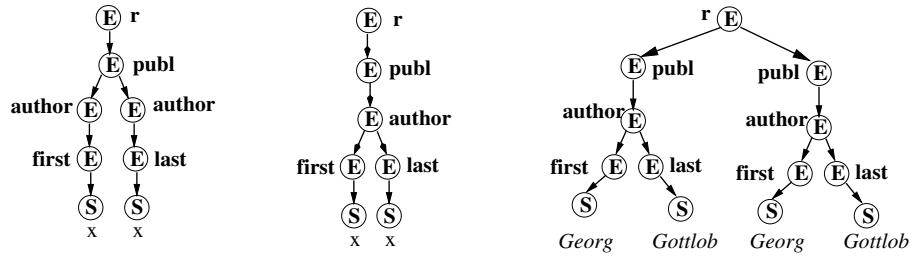 E r
E publ
author E E author
first E E last
S S
x x
E r
E publ
E author
first E E last
S S
x x
r E
E publ publ E
author E author E
first E E last first E E last
S S S S
Georg Gottlob Georg Gottlob